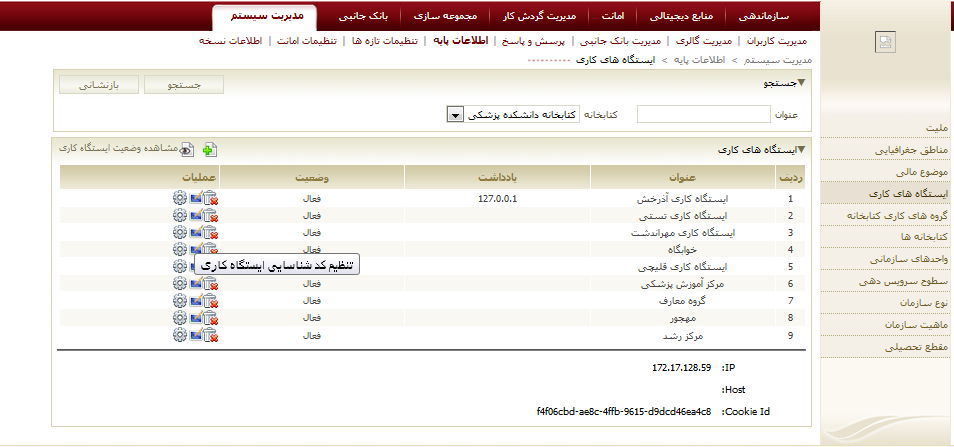 سازماندهی منابع دیجیتالی امانت مدیریت گردش کار مجموعه سازی بانک جانبی مدیریت سیستم
مدیریت کاربران | مدیریت گالری | مدیریت بانک جانبی | پرسش و پاسخ | اطلاعات پایه | تنظیمات تازه ها | تنظیمات امانت | اطلاعات نسخه
مدیریت سیستم > اطلاعات پایه > ایستگاه های کاری ----------
جستجو جستجو بازنشانی
عنوان کتابخانه کتابخانه دانشکده پزشکی
ایستگاه های کاری مشاهده وضعیت ایستگاه کاری
ردیف عنوان یادداشت وضعیت عملیات
1 ایستگاه کاری آذرخش 127.0.0.1 فعال
2 ایستگاه کاری تستی فعال
3 ایستگاه کاری مهراندشت فعال
4 خوابگاه فعال
5 ایستگاه کاری قلیچی
تنظیم کد شناسایی ایستگاه کاری
6 مرکز آموزش پزشکی فعال
7 گروه معارف فعال
8 مهجور فعال
9 مرکز رشد فعال
IP: 172.17.128.59
Host:
Cookie Id: f4f06cbd-ae8c-4ffb-9615-d9dcd46ea4c8
ملیت
مناطق جغرافیایی
موضوع مالی
ایستگاه های کاری
گروه های کاری کتابخانه
کتابخانه ها
واحدهای سازمانی
سطوح سرویس دهی
نوع سازمان
ماهیت سازمان
مقطع تحصیلی